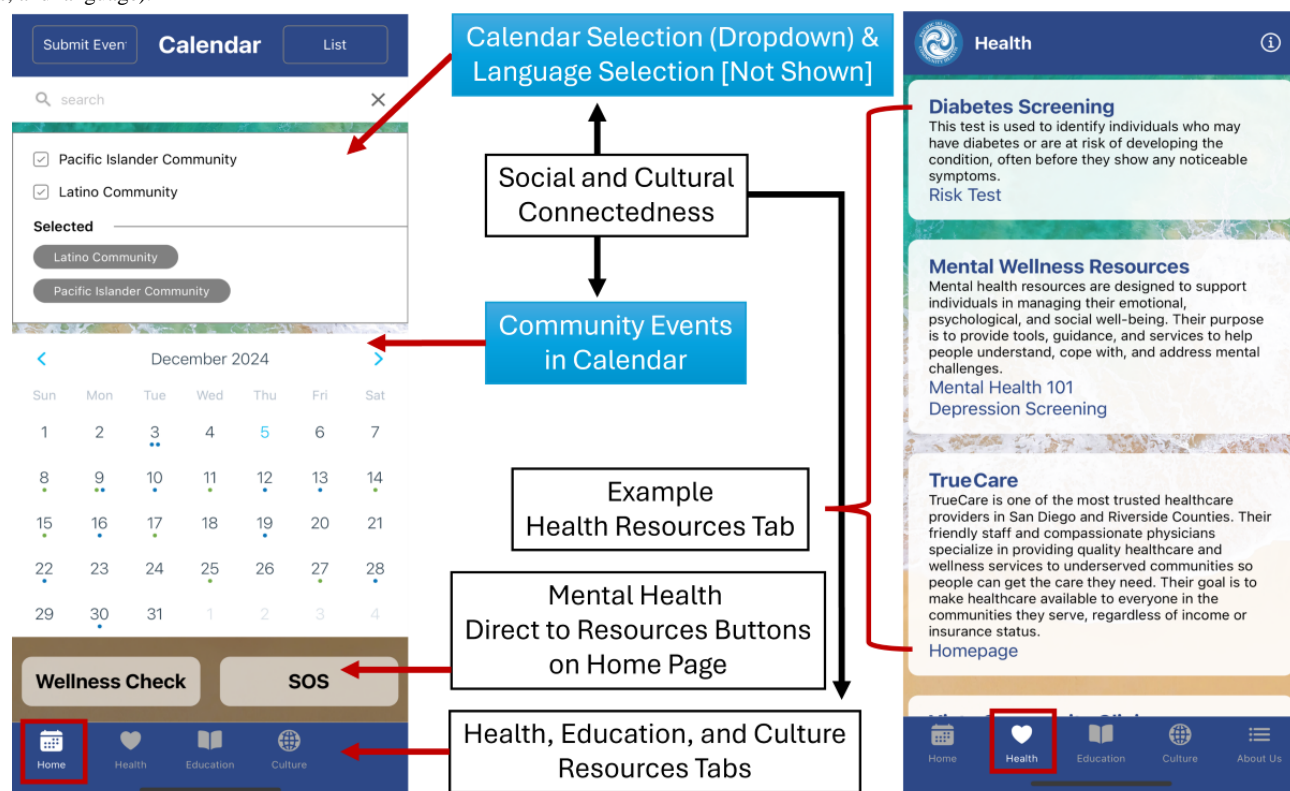 e, and language).
Submit Even
Calendar
List
search
Pacific Islander Community
Latino Community
Selected
Latino Community
Pacific Islander Community
December 2024
Sun Mon Tue Wed Thu Fri Sat
1 2 3 4 5 6 7
8 9 10 11 12 13 14
15 16 17 18 19 20 21
22 23 24 25 26 27 28
29 30 31 1 2 3 4
Wellness Check
SOS
Home Health Education Culture
Calendar Selection (Dropdown) &
Language Selection [Not Shown]
Social and Cultural
Connectedness
Community Events
in Calendar
Example
Health Resources Tab
Mental Health
Direct to Resources Buttons
on Home Page
Health, Education, and Culture
Resources Tabs
Health
Diabetes Screening
This test is used to identify individuals who may
have diabetes or are at risk of developing the
condition, often before they show any noticeable
symptoms.
Risk Test
Mental Wellness Resources
Mental health resources are designed to support
individuals in managing their emotional,
psychological, and social well-being. Their purpose
is to provide tools, guidance, and services to help
people understand, cope with, and address mental
challenges.
Mental Health 101
Depression Screening
TrueCare
TrueCare is one of the most trusted healthcare
providers in San Diego and Riverside Counties. Their
friendly staff and compassionate physicians
specialize in providing quality healthcare and
wellness services to underserved communities so
people can get the care they need. Their goal is to
make healthcare available to everyone in the
communities they serve, regardless of income or
insurance status.
Homepage
Home Health Education Culture About Us